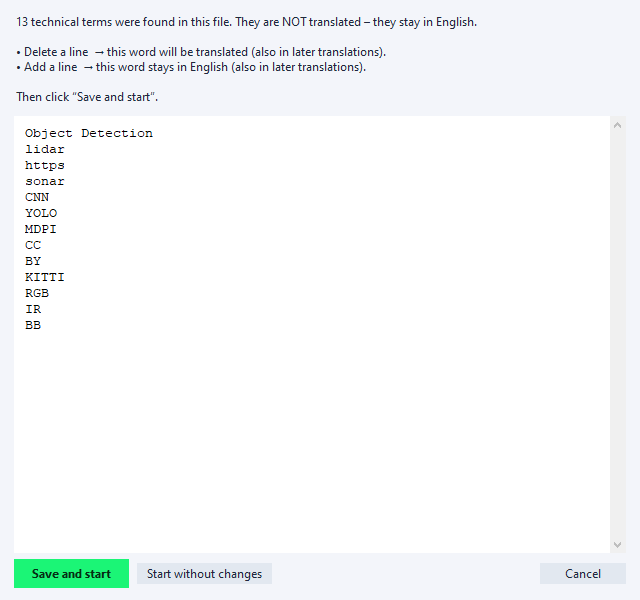 13 technical terms were found in this file. They are NOT translated – they stay in English.
• Delete a line → this word will be translated (also in later translations).
• Add a line → this word stays in English (also in later translations).
Then click “Save and start”.
Object Detection
lidar
https
sonar
CNN
YOLO
MDPI
CC
BY
KITTI
RGB
IR
BB
Save and start
Start without changes
Cancel